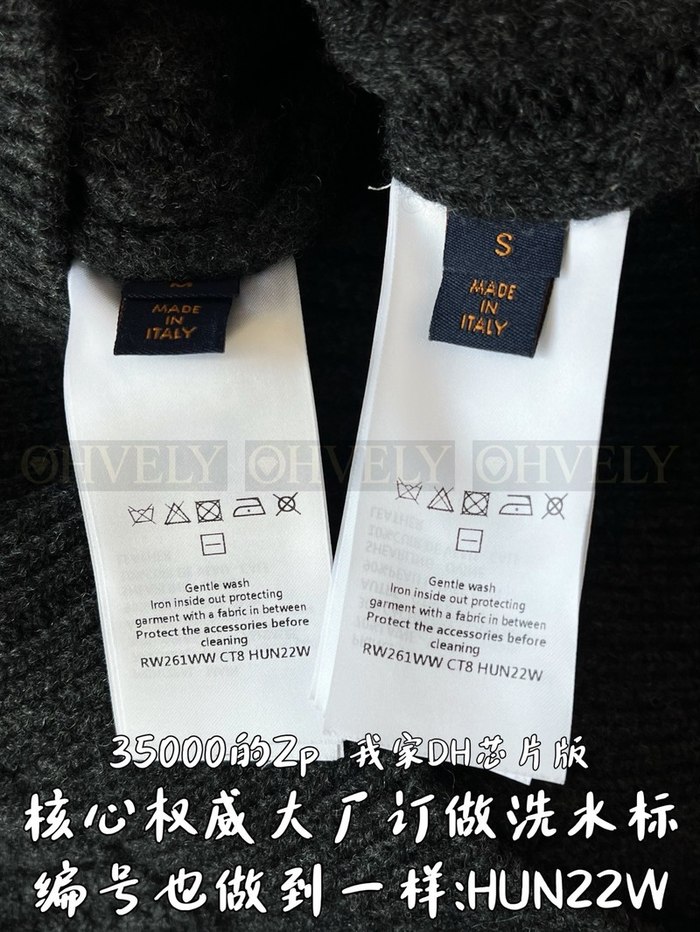 S
MADE
IN
ITALY
M
MADE
IN
ITALY
OHVELY OHVELY OHVELY
Gentle wash
Iron inside out protecting
garment with a fabric in between
Protect the accessories before
cleaning
RW261WW CT8 HUN22W
Gentle wash
Iron inside out protecting
garment with a fabric in between
Protect the accessories before
cleaning
RW261WW CT8 HUN22W
LEATHER
35000的Zp 我家DH芯片版
核心权威大厂订做洗水标
编号也做到一样:HUN22W